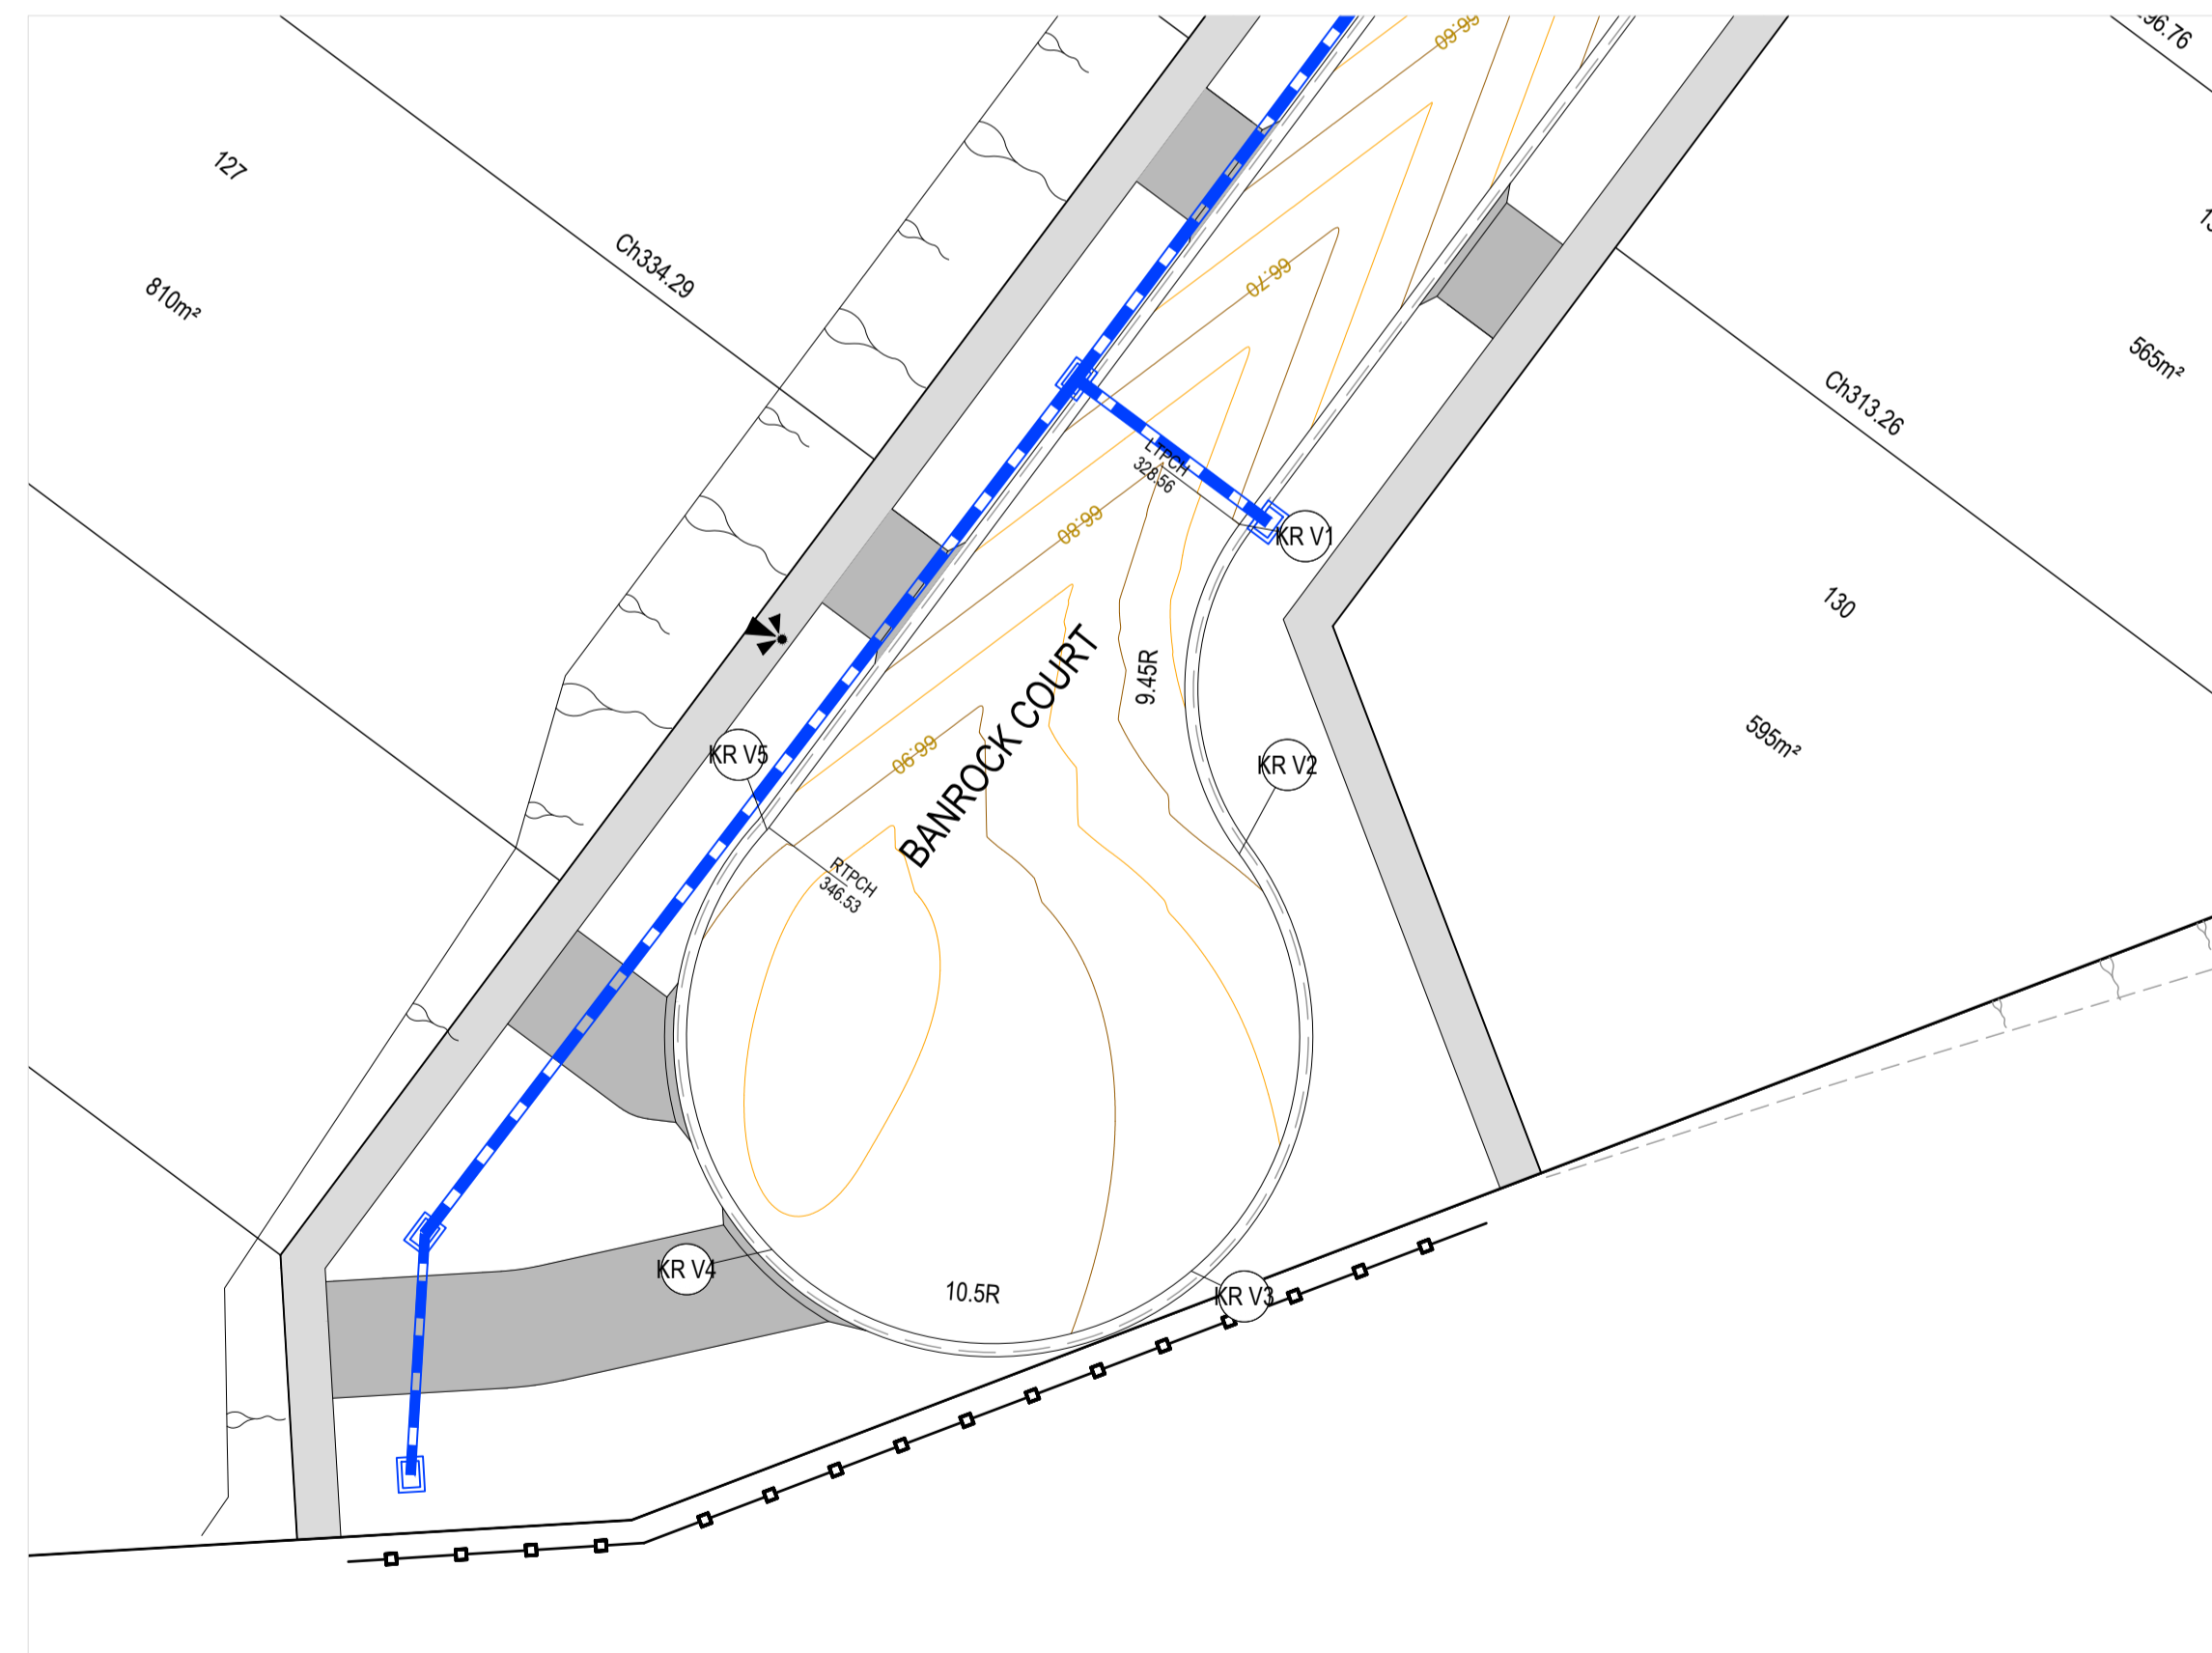 66.60
127
Ch334.29
810m²
66.70
565m²
Ch313.26
LTPCH
328.56
66.80
KR V1
130
9.45R
595m²
BANROCK COURT
66.90
KR V5
KR V2
RTPCH
346.53
KR V4
10.5R
KR V3